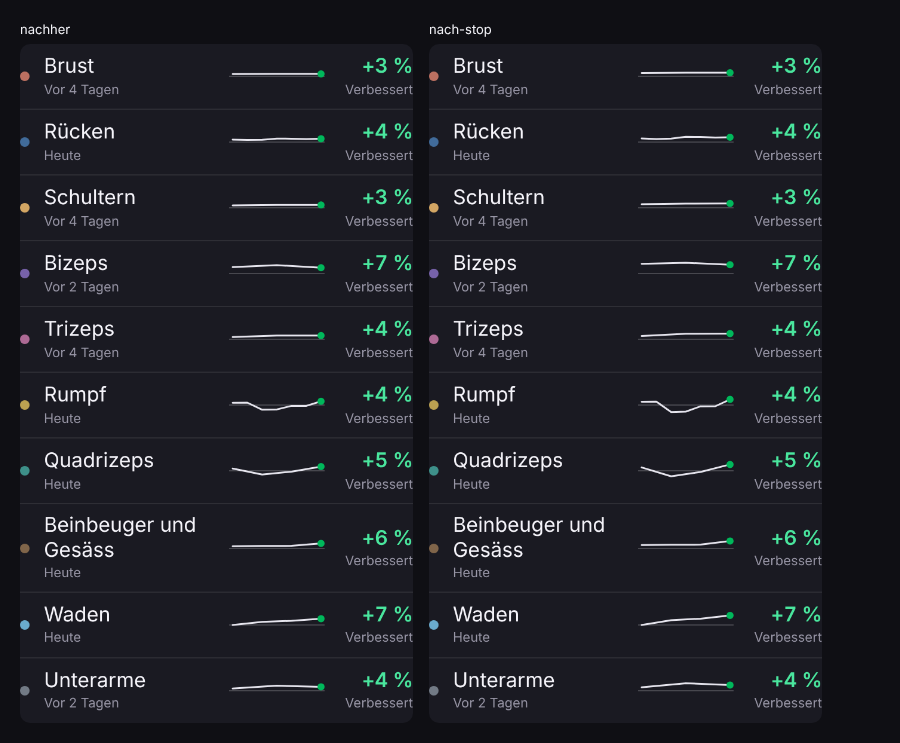 nachher
Brust
Vor 4 Tagen
+3 %
Verbessert
Rücken
Heute
+4 %
Verbessert
Schultern
Vor 4 Tagen
+3 %
Verbessert
Bizeps
Vor 2 Tagen
+7 %
Verbessert
Trizeps
Vor 4 Tagen
+4 %
Verbessert
Rumpf
Heute
+4 %
Verbessert
Quadrizeps
Heute
+5 %
Verbessert
Beinbeuger und
Gesäss
Heute
+6 %
Verbessert
Waden
Heute
+7 %
Verbessert
Unterarme
Vor 2 Tagen
+4 %
Verbessert
nach-stop
Brust
Vor 4 Tagen
+3 %
Verbessert
Rücken
Heute
+4 %
Verbessert
Schultern
Vor 4 Tagen
+3 %
Verbessert
Bizeps
Vor 2 Tagen
+7 %
Verbessert
Trizeps
Vor 4 Tagen
+4 %
Verbessert
Rumpf
Heute
+4 %
Verbessert
Quadrizeps
Heute
+5 %
Verbessert
Beinbeuger und
Gesäss
Heute
+6 %
Verbessert
Waden
Heute
+7 %
Verbessert
Unterarme
Vor 2 Tagen
+4 %
Verbessert